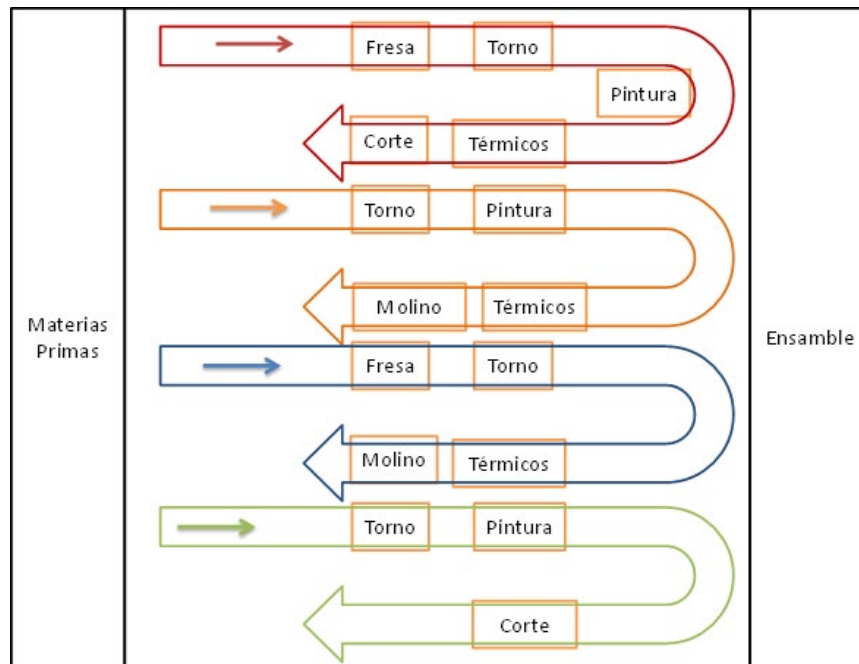 Fresa
Torno
Pintura
Corte
Térmicos
Torno
Pintura
Molino
Térmicos
Materias
Primas
Ensamble
Fresa
Torno
Molino
Térmicos
Torno
Pintura
Corte